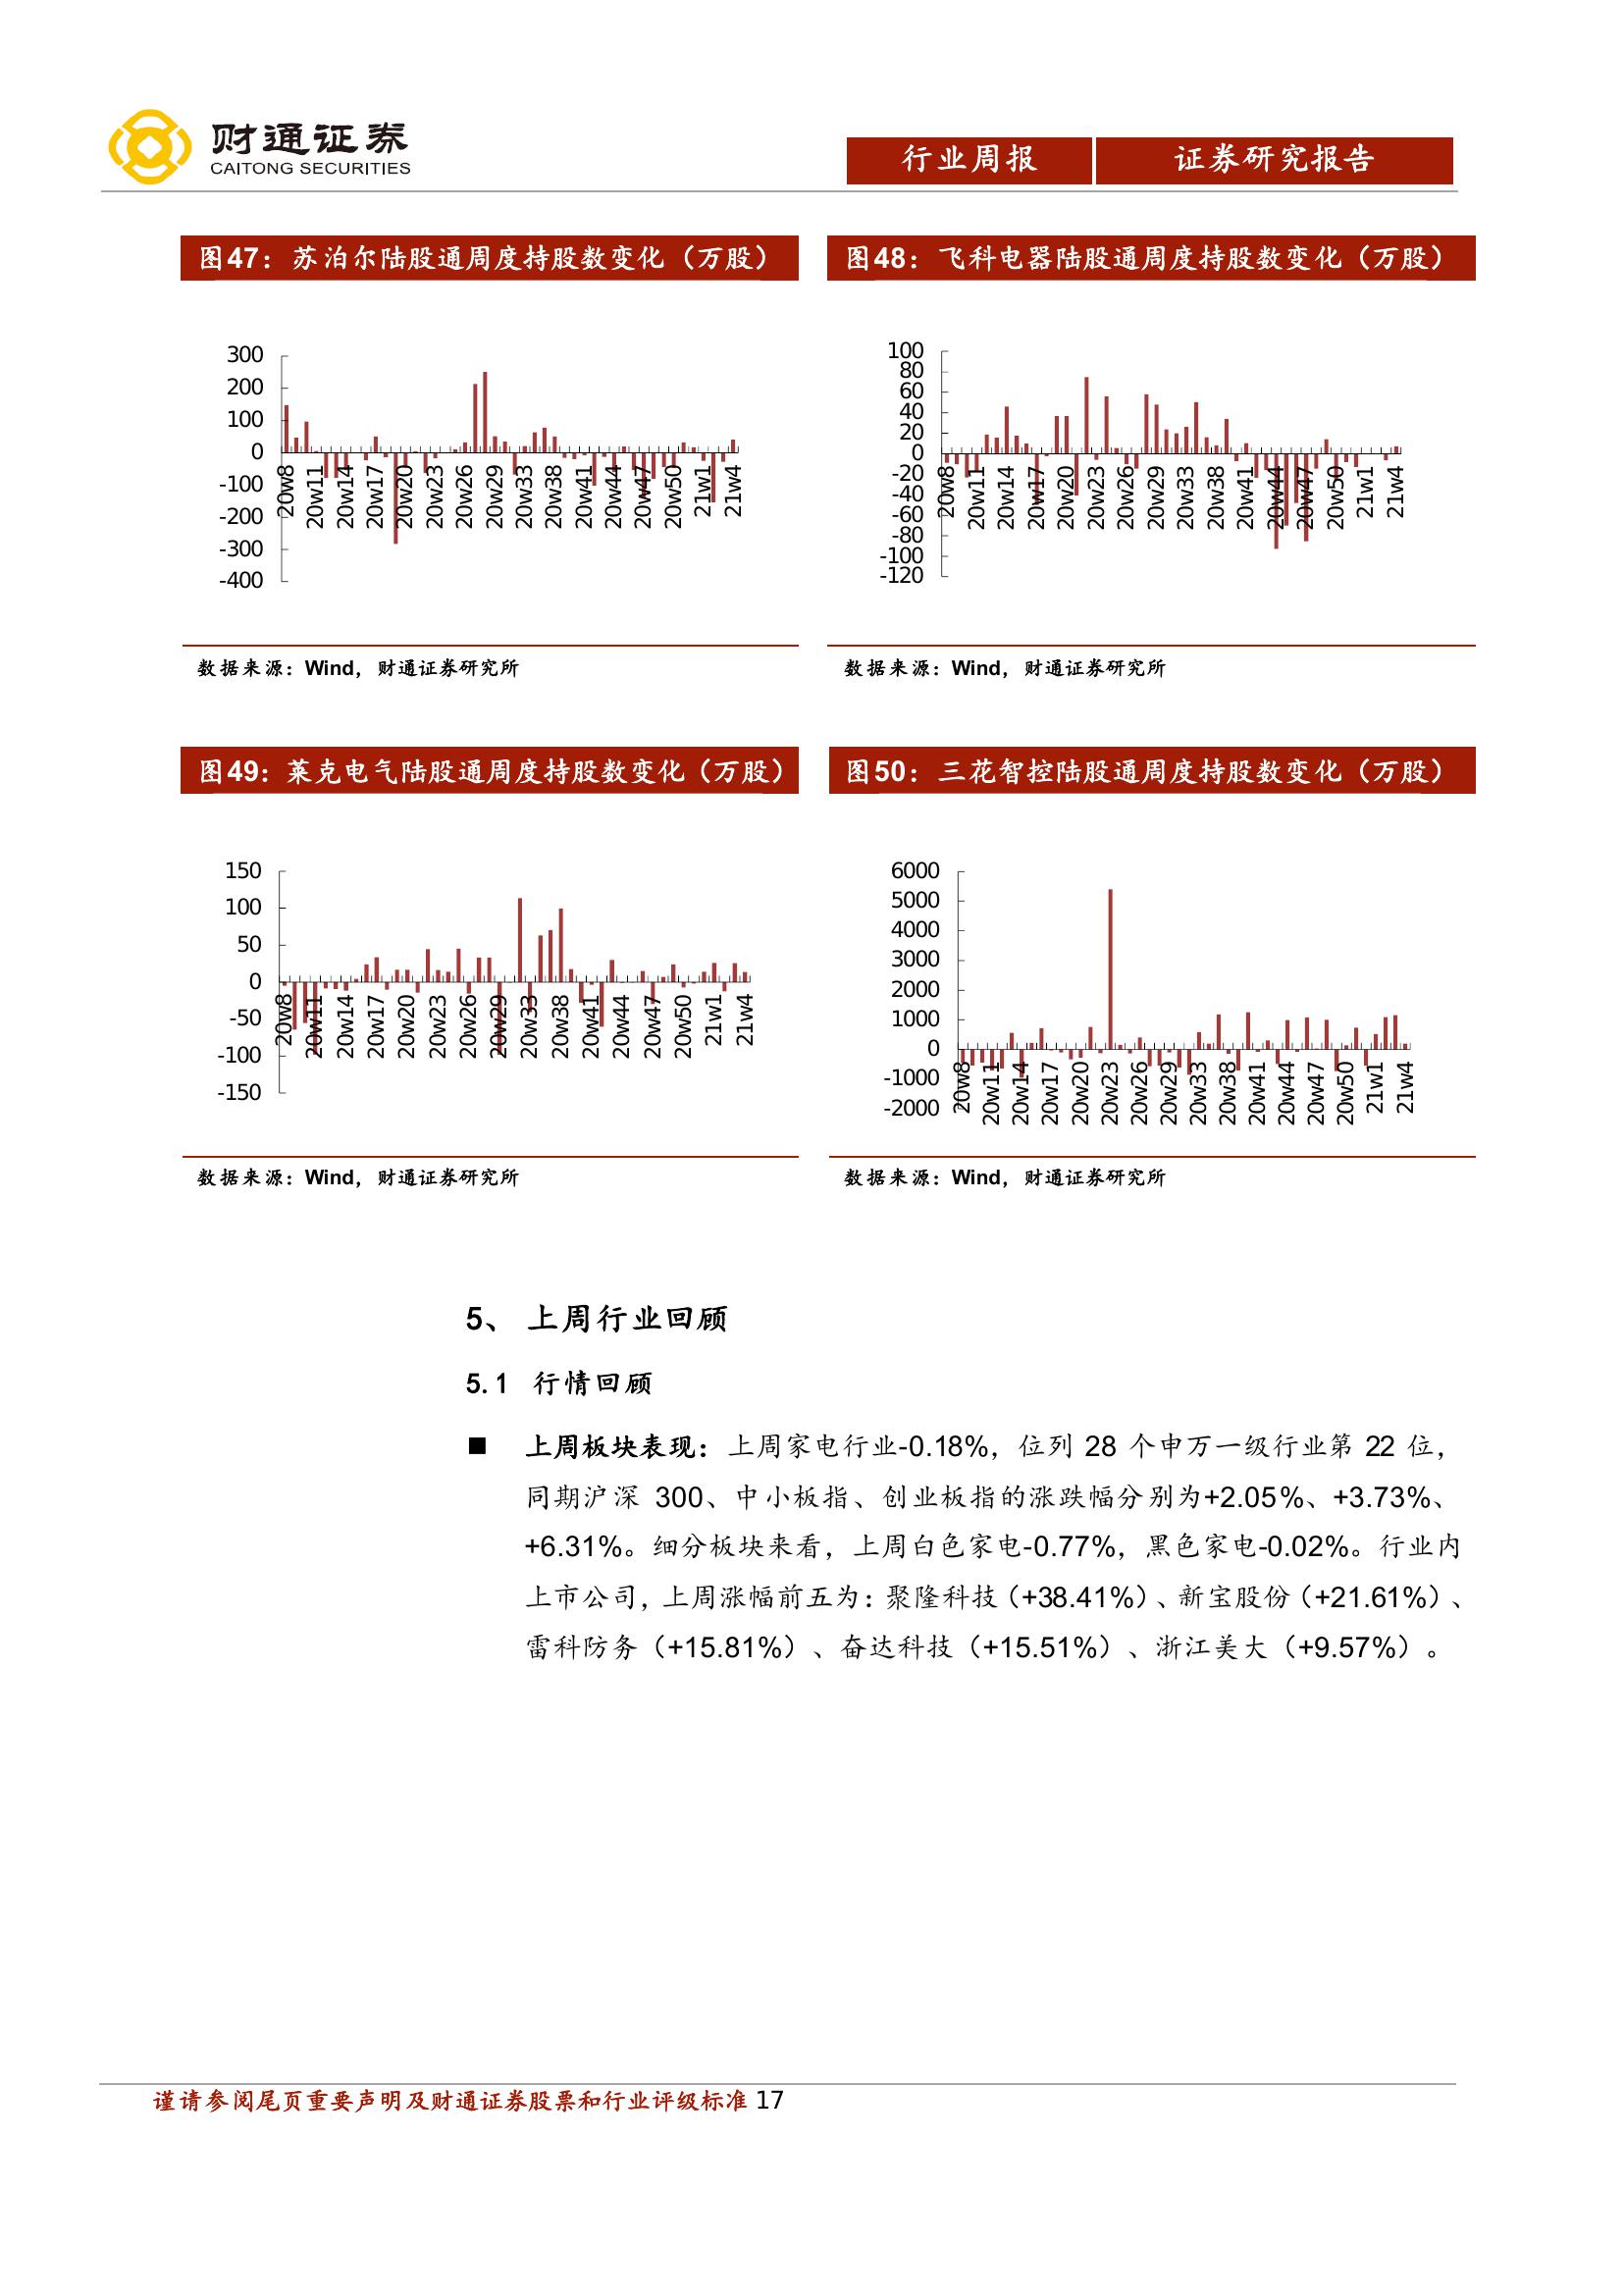 财通证券
CAITONG SECURITIES
行业周报 证券研究报告
图47：苏泊尔陆股通周度持股数变化（万股）
300
200
100
0
-100
-200
-300
-400
20w8 20w11 20w14 20w17 20w20 20w23 20w26 20w29 20w33 20w38 20w41 20w44 20w47 20w50 21w1 21w4
数据来源：Wind，财通证券研究所
图48：飞科电器陆股通周度持股数变化（万股）
100
80
60
40
20
0
-20
-40
-60
-80
-100
-120
20w8 20w11 20w14 20w17 20w20 20w23 20w26 20w29 20w33 20w38 20w41 20w44 20w47 20w50 21w1 21w4
数据来源：Wind，财通证券研究所
图49：莱克电气陆股通周度持股数变化（万股）
150
100
50
0
-50
-100
-150
20w8 20w11 20w14 20w17 20w20 20w23 20w26 20w29 20w33 20w38 20w41 20w44 20w47 20w50 21w1 21w4
数据来源：Wind，财通证券研究所
图50：三花智控陆股通周度持股数变化（万股）
6000
5000
4000
3000
2000
1000
0
-1000
-2000
20w8 20w11 20w14 20w17 20w20 20w23 20w26 20w29 20w33 20w38 20w41 20w44 20w47 20w50 21w1 21w4
数据来源：Wind，财通证券研究所
5、 上周行业回顾
5.1 行情回顾
■ 上周板块表现：上周家电行业-0.18%，位列 28 个申万一级行业第 22 位，
同期沪深 300、中小板指、创业板指的涨跌幅分别为+2.05%、+3.73%、
+6.31%。细分板块来看，上周白色家电-0.77%，黑色家电-0.02%。行业内
上市公司，上周涨幅前五为：聚隆科技（+38.41%）、新宝股份（+21.61%）、
雷科防务（+15.81%）、奋达科技（+15.51%）、浙江美大（+9.57%）。
谨请参阅尾页重要声明及财通证券股票和行业评级标准 17